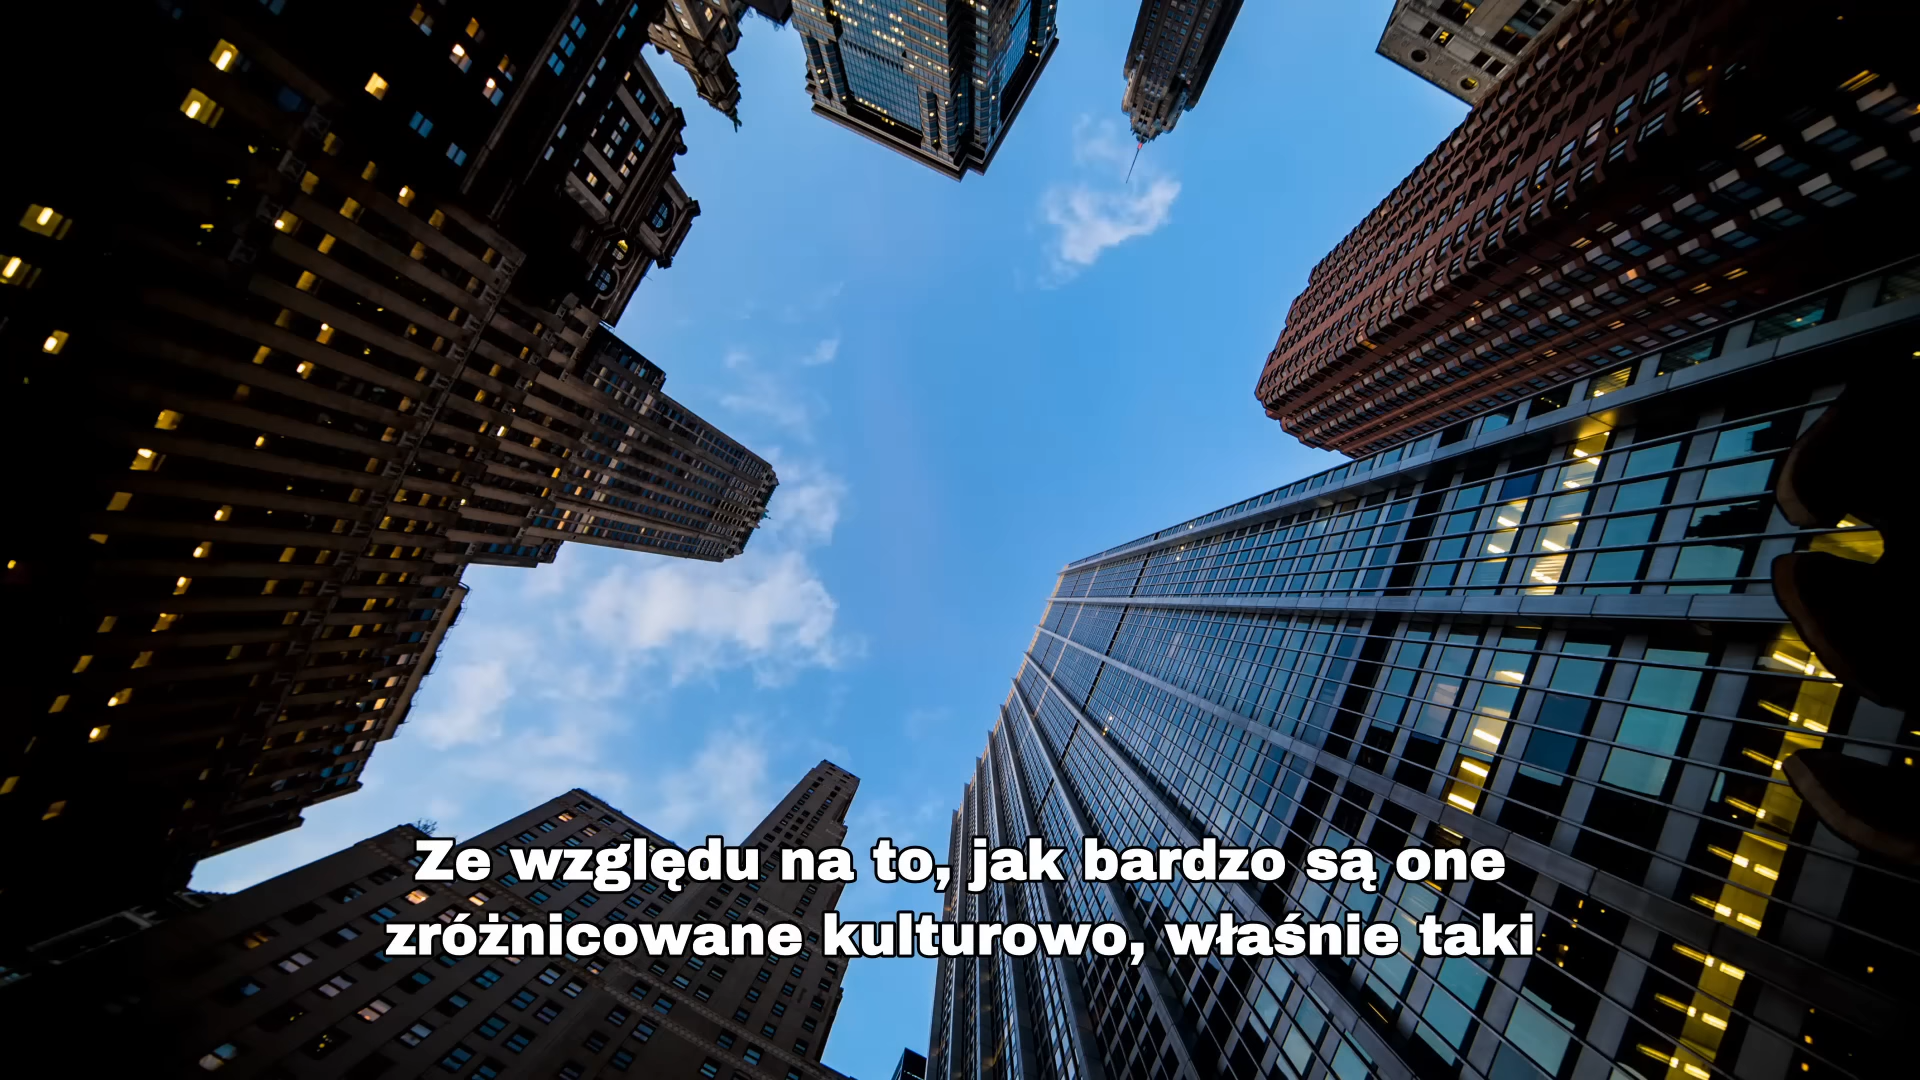 Ze względu na to, jak bardzo są one
zróżnicowane kulturowo, właśnie taki